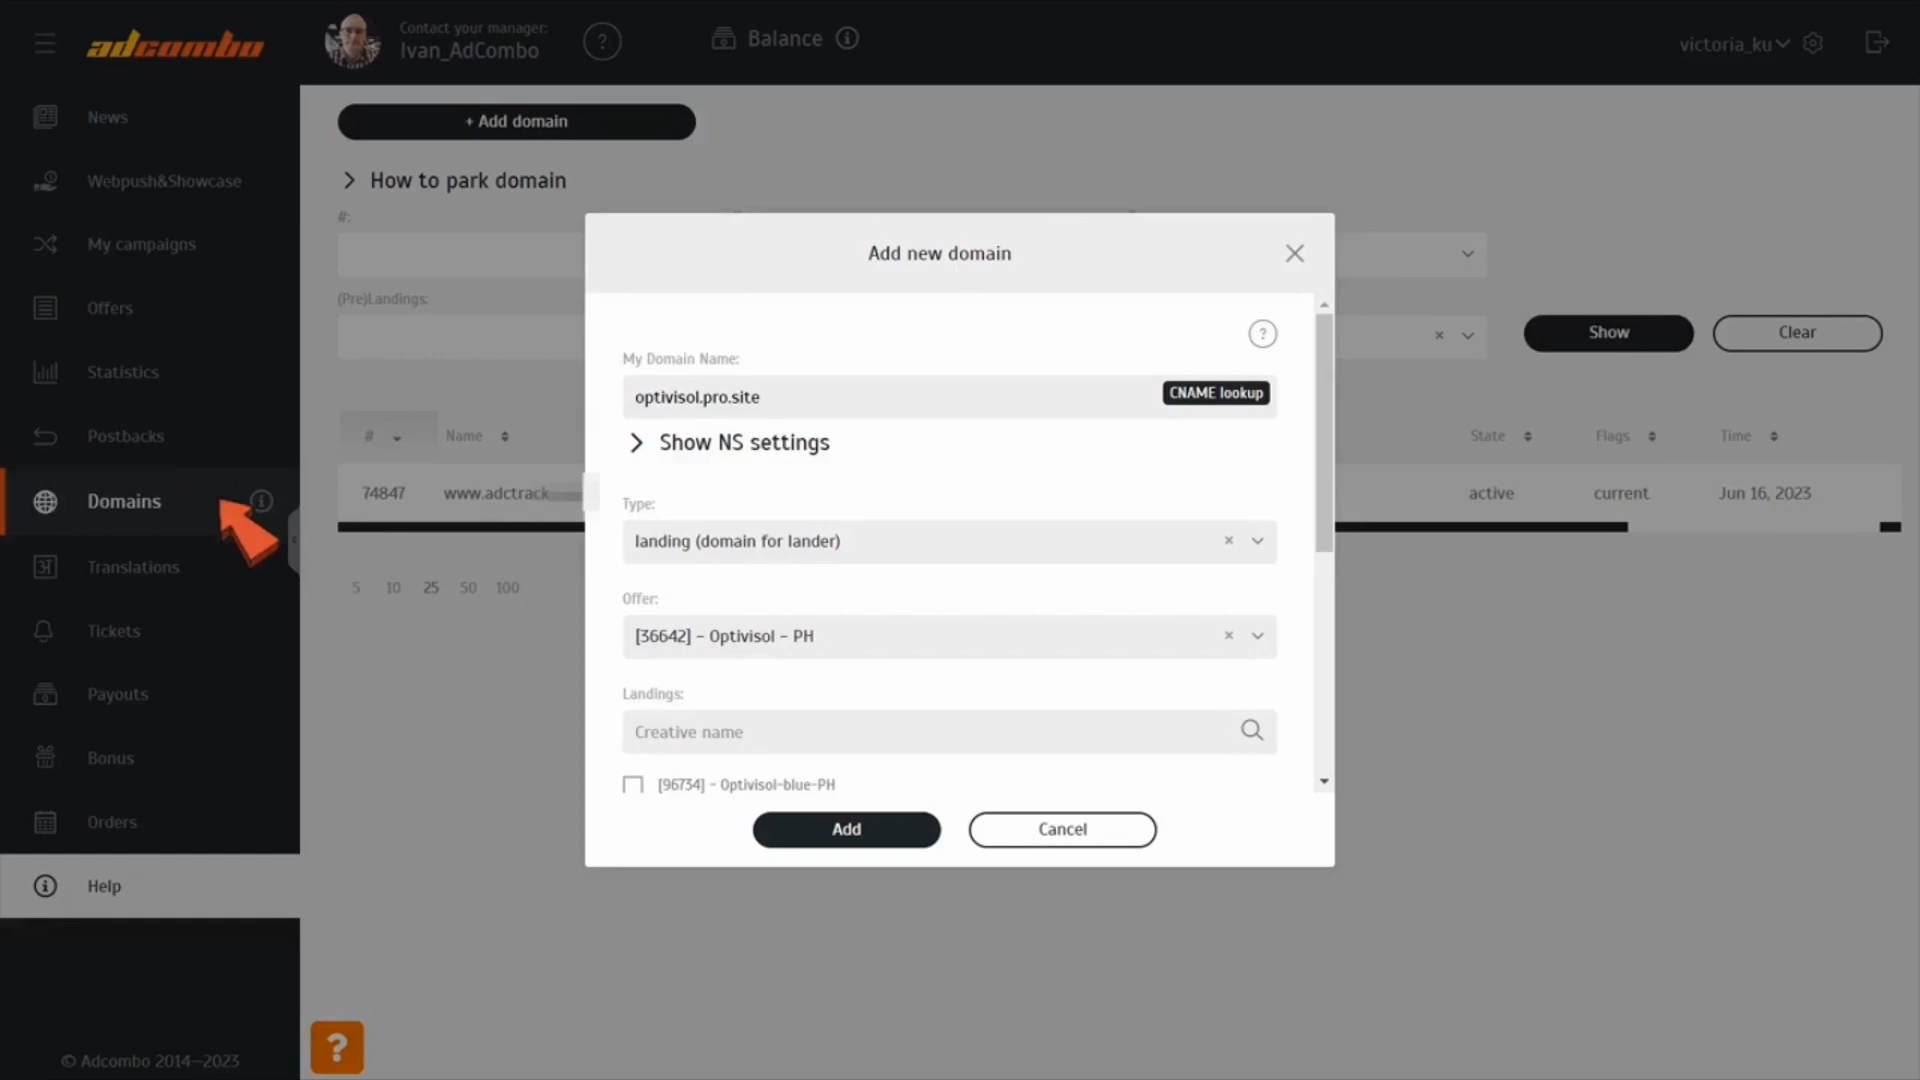 adcombo
Contact your manager:
Ivan_AdCombo
?
Balance
victoria_ku
News
Webpush&Showcase
My campaigns
Offers
Statistics
Postbacks
Domains
Translations
Tickets
Payouts
Bonus
Orders
Help
© Adcombo 2014—2023
+ Add domain
How to park domain
#:
(Pre)Landings:
Show
Clear
# Name State Flags Time
74847 www.adctrack active current Jun 16, 2023
5 10 25 50 100
Add new domain
?
My Domain Name:
optivisol.pro.site
CNAME lookup
Show NS settings
Type:
landing (domain for lander)
Offer:
[36642] - Optivisol - PH
Landings:
Creative name
[96734] - Optivisol-blue-PH
Add
Cancel
?